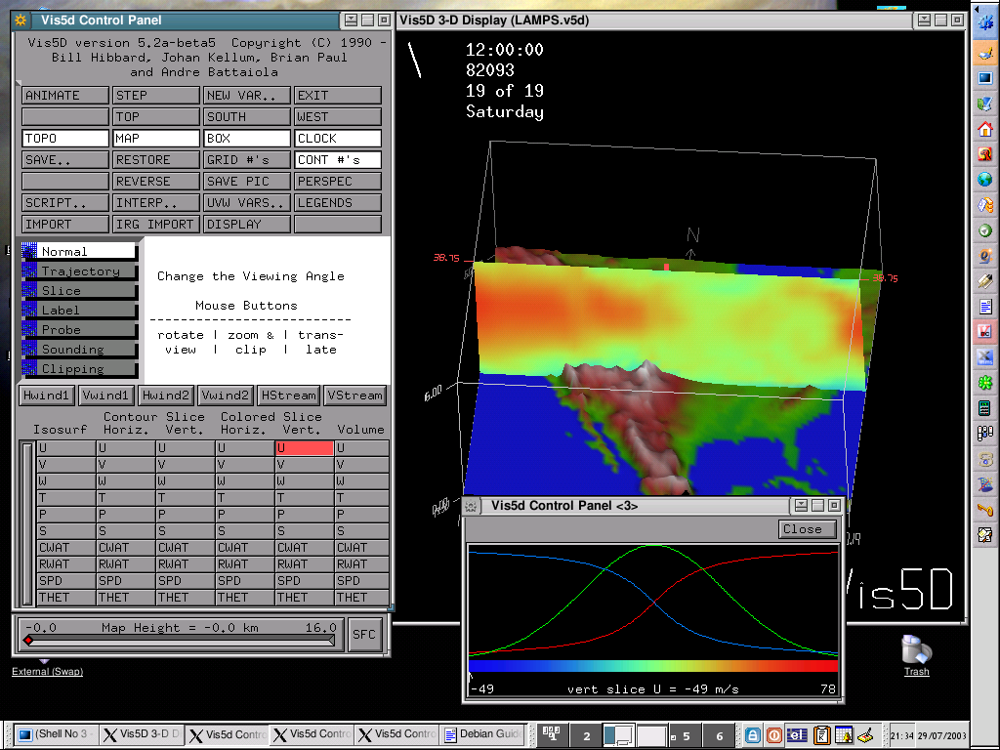 Vis5d Control Panel
Vis5D version 5.2a-beta5 Copyright (C) 1990 -
Bill Hibbard, Johan Kellum, Brian Paul
and Andre Battaiola
ANIMATE STEP NEW VAR.. EXIT
TOP SOUTH WEST
TOPO MAP BOX CLOCK
SAVE.. RESTORE GRID #'s CONT #'s
REVERSE SAVE PIC PERSPEC
SCRIPT.. INTERP.. UVW VARS.. LEGENDS
IMPORT IRG IMPORT DISPLAY
Normal
Trajectory
Slice
Label
Probe
Sounding
Clipping
Change the Viewing Angle
Mouse Buttons
rotate | zoom & | trans-
view | clip | late
Hwind1 Vwind1 Hwind2 Vwind2 HStream VStream
Contour Slice Colored Slice
Isosurf Horiz. Vert. Horiz. Vert. Volume
U U U U U U
V V V V V V
W W W W W W
T T T T T T
P P P P P P
S S S S S S
CWAT CWAT CWAT CWAT CWAT CWAT
RWAT RWAT RWAT RWAT RWAT RWAT
SPD SPD SPD SPD SPD SPD
THET THET THET THET THET THET
-0.0 Map Height = -0.0 km 16.0
SFC
Vis5D 3-D Display (LAMPS.v5d)
12:00:00
82093
19 of 19
Saturday
N
38.75
38.75
16.00
Vis5D
Vis5d Control Panel <3>
Close
-49 vert slice U = -49 m/s 78
External (Swap)
Trash
(Shell No 3 - Vis5D 3-D D Vis5d Contro Vis5d Contro Vis5d Contro Debian Guide
2 5 6
21:34 29/07/2003